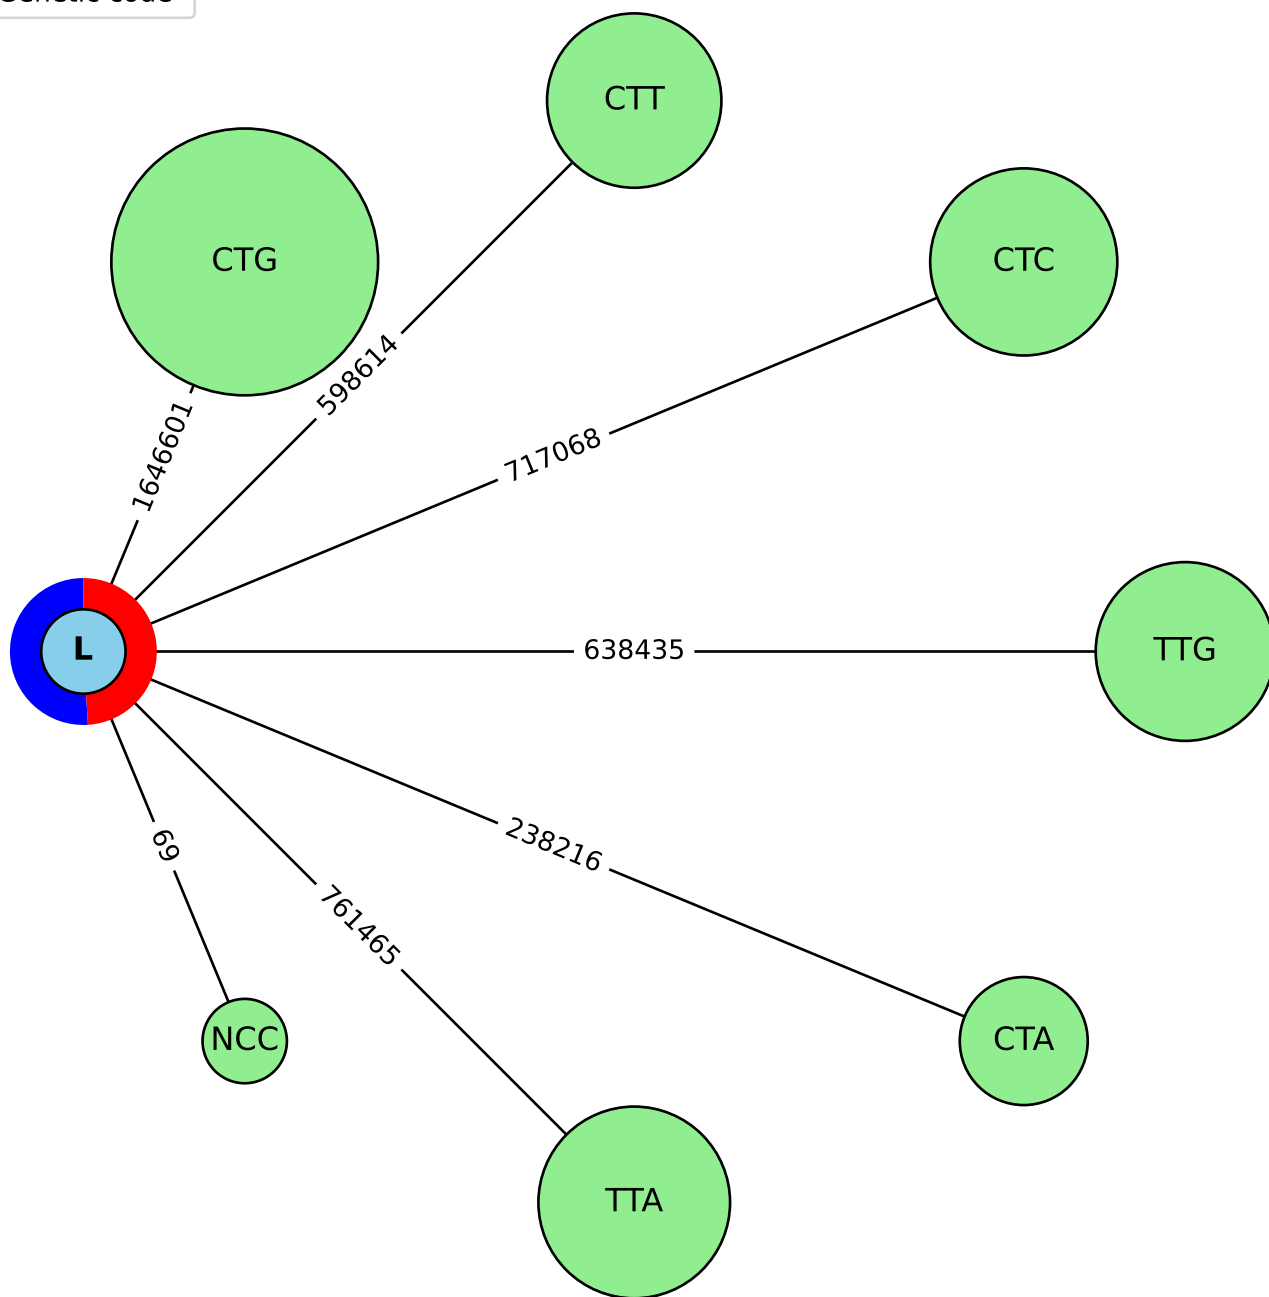 Genetic code
CTT
CTG
CTC
598614
1646601
717068
L
638435
TTG
69
238216
761465
NCC
CTA
TTA